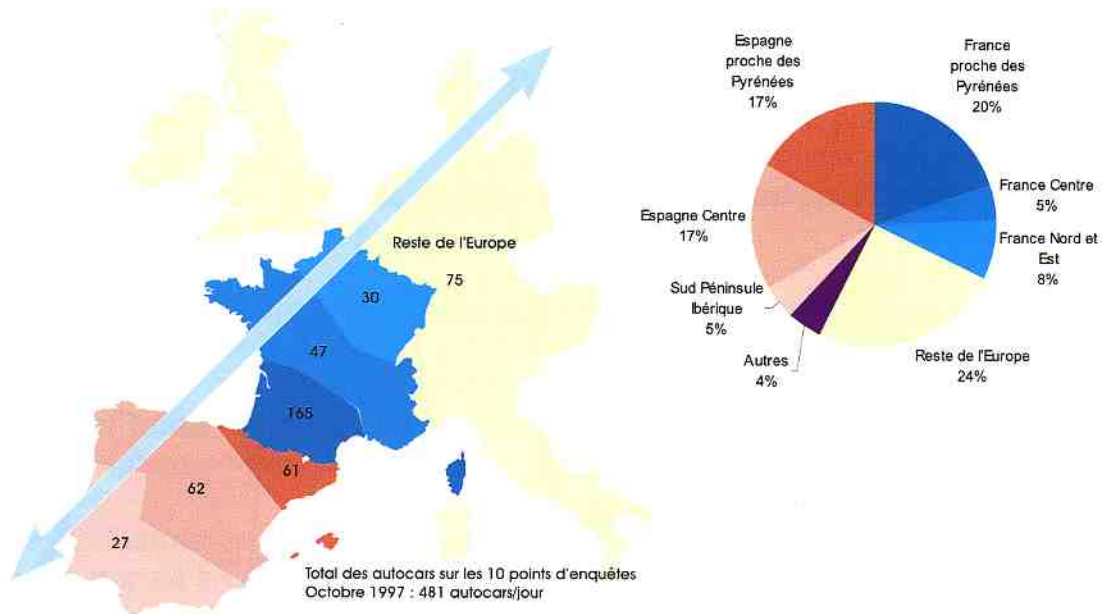 Reste de l'Europe
75
30
47
165
61
62
27
Total des autocars sur les 10 points d'enquêtes
Octobre 1997 : 481 autocars/jour
Espagne
proche des
Pyrénées
17%
France
proche des
Pyrénées
20%
France Centre
5%
France Nord et
Est
8%
Reste de l'Europe
24%
Autres
4%
Sud Péninsule
Ibérique
5%
Espagne Centre
17%